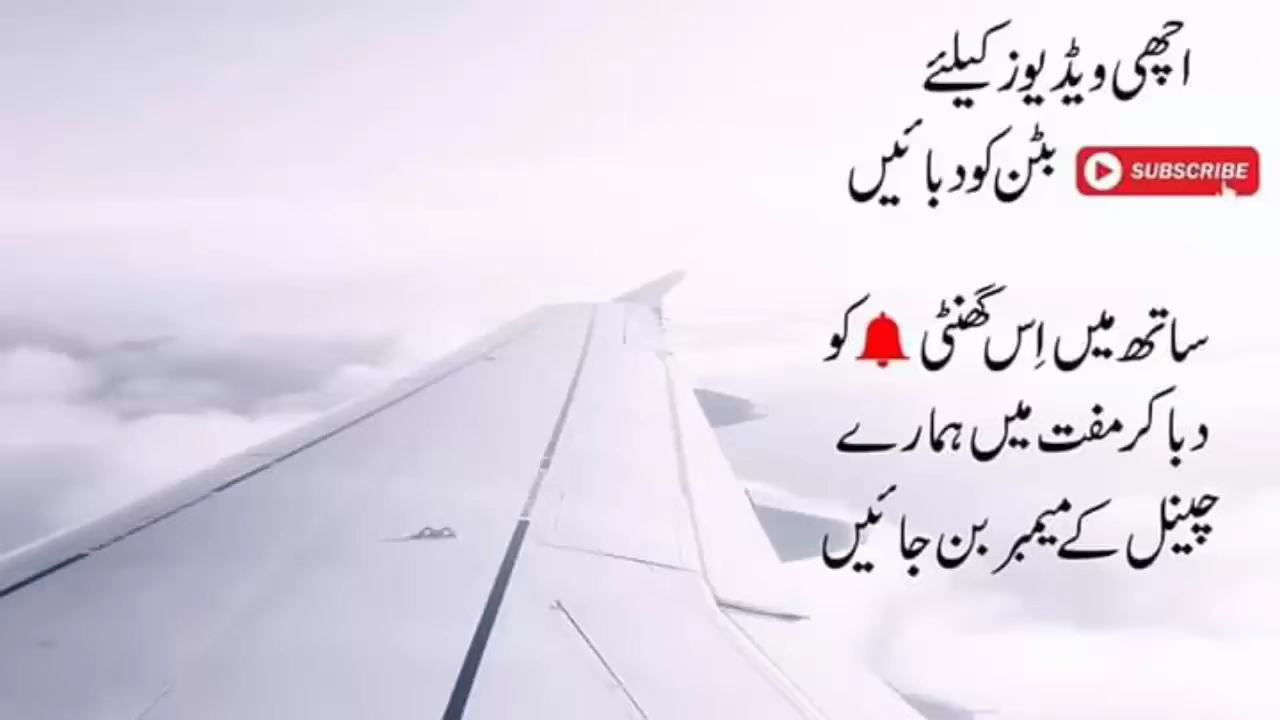 اچھی ویڈیوز کیلئے
SUBSCRIBE بٹن کو دبائیں
ساتھ میں اِس گھنٹی کو
دبا کر مفت میں ہمارے
چینل کے میمبر بن جائیں